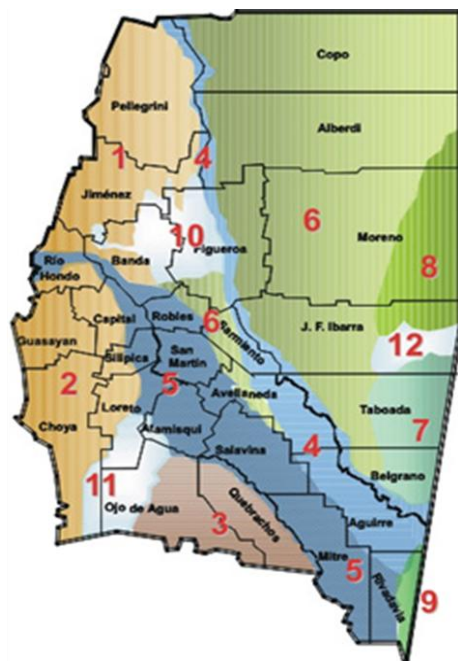 Copo
Pellegrini
Alberdi
1
4
Jiménez
6
10
Moreno
Figueroa
Banda
8
Río
Hondo
Robles
6
Capital
Sarmiento
J. F. Ibarra
12
Guasayan
Silipica
San
Martín
2
5
Avellaneda
Loreto
Taboada
7
Choya
Atamisqui
4
Salavina
Belgrano
11
Ojo de Agua
Quebrachos
3
Aguirre
Mitre
5
Rivadavia
9